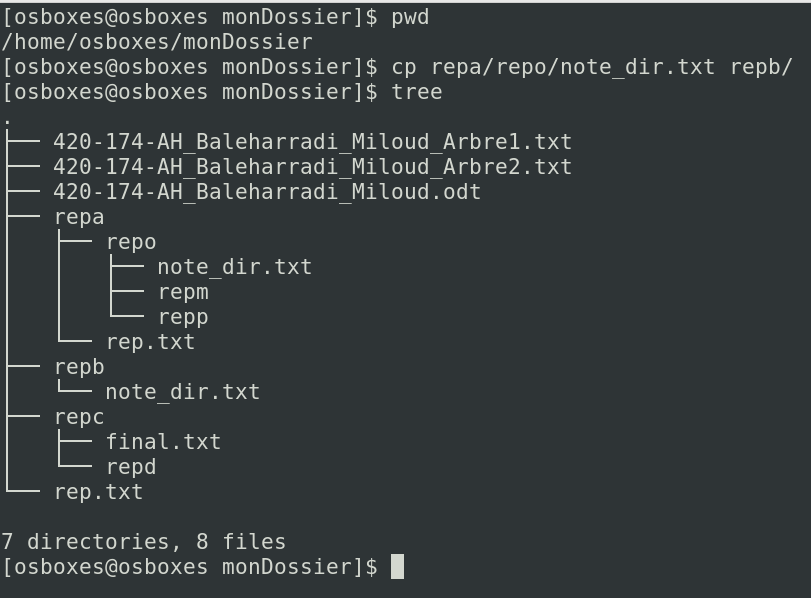 [osboxes@osboxes monDossier]$ pwd
/home/osboxes/monDossier
[osboxes@osboxes monDossier]$ cp repa/repo/note_dir.txt repb/
[osboxes@osboxes monDossier]$ tree
.
├── 420-174-AH_Baleharradi_Miloud_Arbre1.txt
├── 420-174-AH_Baleharradi_Miloud_Arbre2.txt
├── 420-174-AH_Baleharradi_Miloud.odt
├── repa
│   ├── repo
│   │   ├── note_dir.txt
│   │   ├── repm
│   │   └── repp
│   └── rep.txt
├── repb
│   └── note_dir.txt
├── repc
│   ├── final.txt
│   └── repd
└── rep.txt

7 directories, 8 files
[osboxes@osboxes monDossier]$